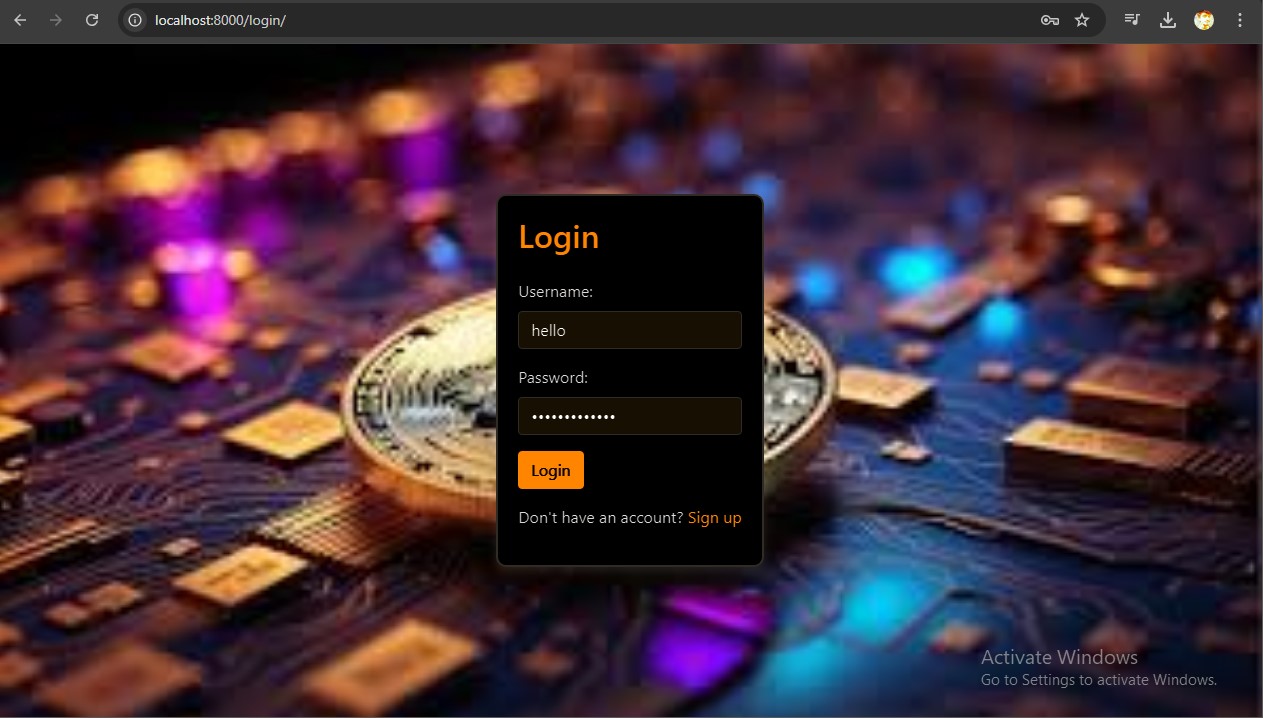 localhost:8000/login/
Login
Username:
hello
Password:
•••••••••••••
Login
Don't have an account? Sign up
Activate Windows
Go to Settings to activate Windows.